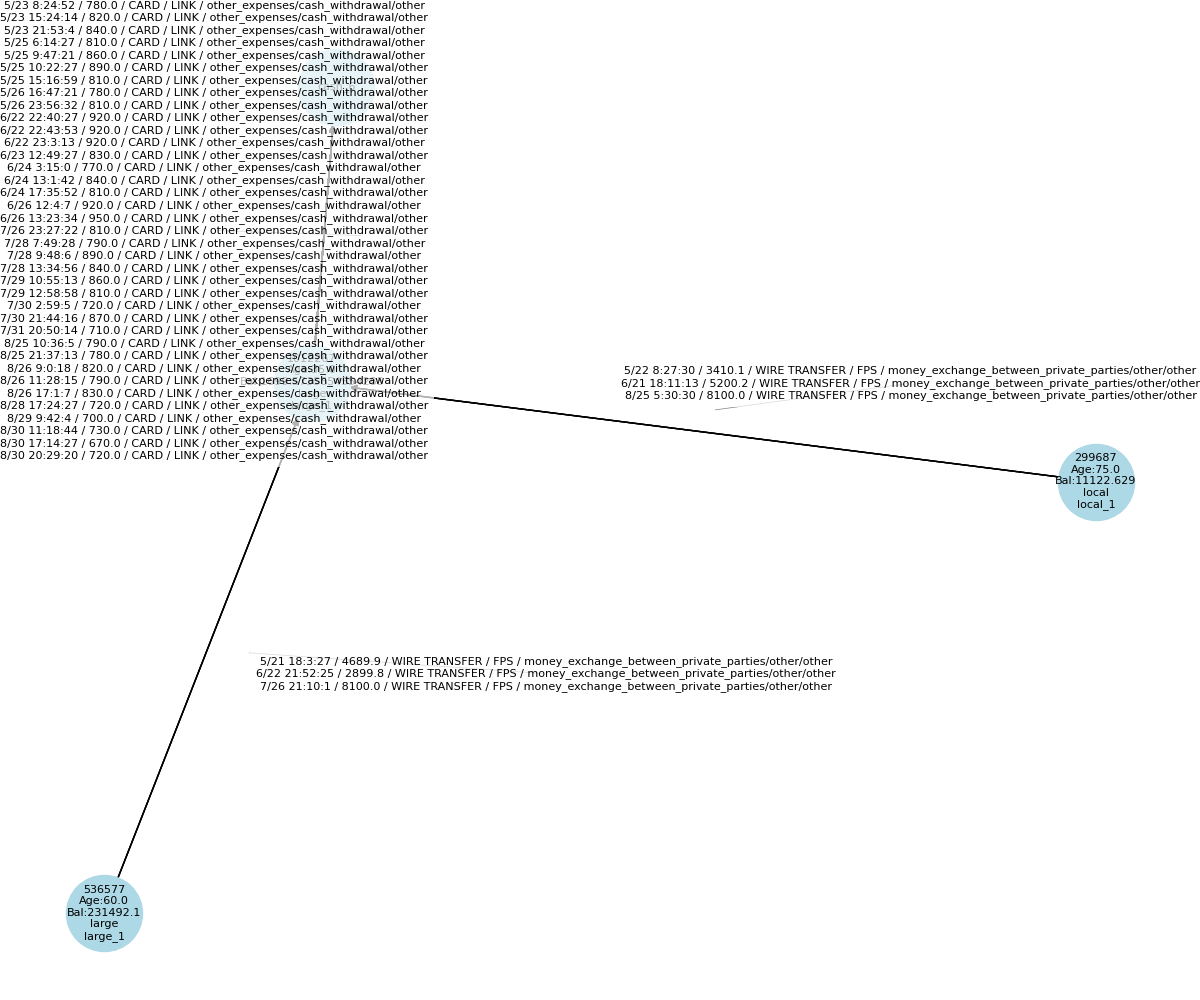 5/23 8:24:52 / 780.0 / CARD / LINK / other_expenses/cash_withdrawal/other
5/23 15:24:14 / 820.0 / CARD / LINK / other_expenses/cash_withdrawal/other
5/23 21:53:4 / 840.0 / CARD / LINK / other_expenses/cash_withdrawal/other
5/25 6:14:27 / 810.0 / CARD / LINK / other_expenses/cash_withdrawal/other
5/25 9:47:21 / 860.0 / CARD / LINK / other_expenses/cash_withdrawal/other
5/25 10:22:27 / 890.0 / CARD / LINK / other_expenses/cash_withdrawal/other
5/25 15:16:59 / 810.0 / CARD / LINK / other_expenses/cash_withdrawal/other
5/26 16:47:21 / 780.0 / CARD / LINK / other_expenses/cash_withdrawal/other
5/26 23:56:32 / 810.0 / CARD / LINK / other_expenses/cash_withdrawal/other
6/22 22:40:27 / 920.0 / CARD / LINK / other_expenses/cash_withdrawal/other
6/22 22:43:53 / 920.0 / CARD / LINK / other_expenses/cash_withdrawal/other
6/22 23:3:13 / 920.0 / CARD / LINK / other_expenses/cash_withdrawal/other
6/23 12:49:27 / 830.0 / CARD / LINK / other_expenses/cash_withdrawal/other
6/24 3:15:0 / 770.0 / CARD / LINK / other_expenses/cash_withdrawal/other
6/24 13:1:42 / 840.0 / CARD / LINK / other_expenses/cash_withdrawal/other
6/24 17:35:52 / 810.0 / CARD / LINK / other_expenses/cash_withdrawal/other
6/26 12:4:7 / 920.0 / CARD / LINK / other_expenses/cash_withdrawal/other
6/26 13:23:34 / 950.0 / CARD / LINK / other_expenses/cash_withdrawal/other
7/26 23:27:22 / 810.0 / CARD / LINK / other_expenses/cash_withdrawal/other
7/28 7:49:28 / 790.0 / CARD / LINK / other_expenses/cash_withdrawal/other
7/28 9:48:6 / 890.0 / CARD / LINK / other_expenses/cash_withdrawal/other
7/28 13:34:56 / 840.0 / CARD / LINK / other_expenses/cash_withdrawal/other
7/29 10:55:13 / 860.0 / CARD / LINK / other_expenses/cash_withdrawal/other
7/29 12:58:58 / 810.0 / CARD / LINK / other_expenses/cash_withdrawal/other
7/30 2:59:5 / 720.0 / CARD / LINK / other_expenses/cash_withdrawal/other
7/30 21:44:16 / 870.0 / CARD / LINK / other_expenses/cash_withdrawal/other
7/31 20:50:14 / 710.0 / CARD / LINK / other_expenses/cash_withdrawal/other
8/25 10:36:5 / 790.0 / CARD / LINK / other_expenses/cash_withdrawal/other
8/25 21:37:13 / 780.0 / CARD / LINK / other_expenses/cash_withdrawal/other
8/26 9:0:18 / 820.0 / CARD / LINK / other_expenses/cash_withdrawal/other
8/26 11:28:15 / 790.0 / CARD / LINK / other_expenses/cash_withdrawal/other
8/26 17:1:7 / 830.0 / CARD / LINK / other_expenses/cash_withdrawal/other
8/28 17:24:27 / 720.0 / CARD / LINK / other_expenses/cash_withdrawal/other
8/29 9:42:4 / 700.0 / CARD / LINK / other_expenses/cash_withdrawal/other
8/30 11:18:44 / 730.0 / CARD / LINK / other_expenses/cash_withdrawal/other
8/30 17:14:27 / 670.0 / CARD / LINK / other_expenses/cash_withdrawal/other
8/30 20:29:20 / 720.0 / CARD / LINK / other_expenses/cash_withdrawal/other
5/22 8:27:30 / 3410.1 / WIRE TRANSFER / FPS / money_exchange_between_private_parties/other/other
6/21 18:11:13 / 5200.2 / WIRE TRANSFER / FPS / money_exchange_between_private_parties/other/other
8/25 5:30:30 / 8100.0 / WIRE TRANSFER / FPS / money_exchange_between_private_parties/other/other
299687
Age:75.0
Bal:11122.629
local
local_1
5/21 18:3:27 / 4689.9 / WIRE TRANSFER / FPS / money_exchange_between_private_parties/other/other
6/22 21:52:25 / 2899.8 / WIRE TRANSFER / FPS / money_exchange_between_private_parties/other/other
7/26 21:10:1 / 8100.0 / WIRE TRANSFER / FPS / money_exchange_between_private_parties/other/other
536577
Age:60.0
Bal:231492.1
large
large_1